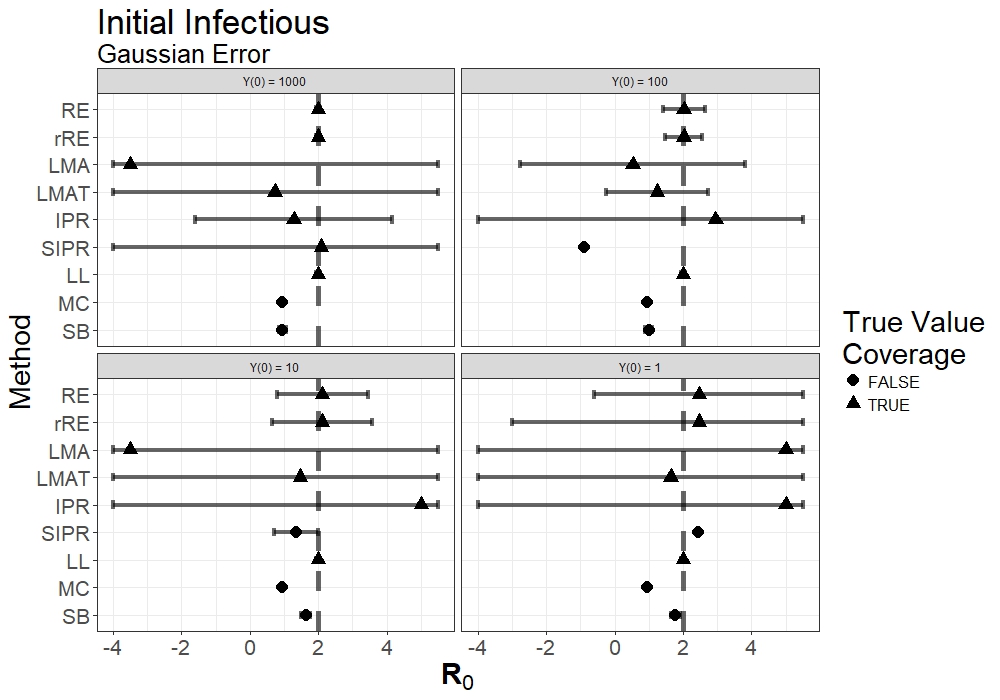 Initial Infectious
Gaussian Error
Y(0) = 1000
Y(0) = 100
RE
rRE
LMA
LMAT
IPR
SIPR
LL
MC
SB
Y(0) = 10
Y(0) = 1
RE
rRE
LMA
LMAT
IPR
SIPR
LL
MC
SB
-4 -2 0 2 4
-4 -2 0 2 4
R0
Method
True Value
Coverage
FALSE
TRUE